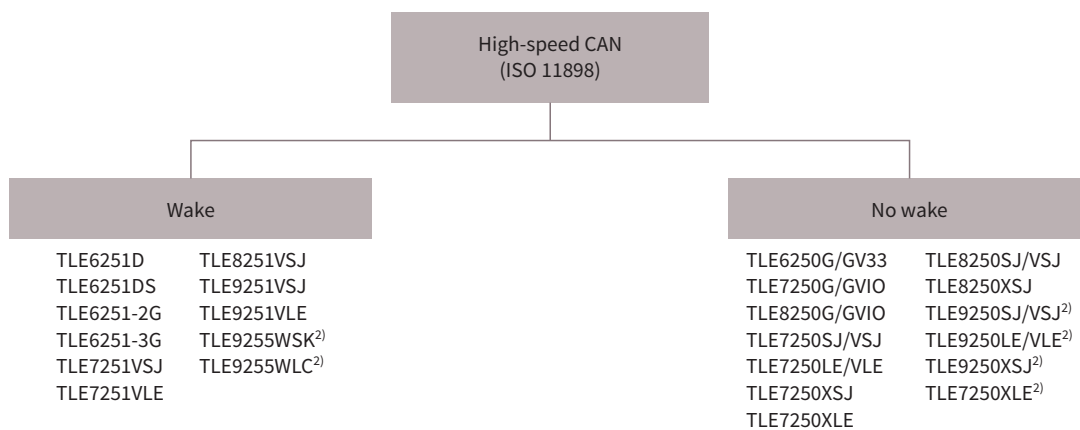 High-speed CAN
(ISO 11898)
Wake
TLE6251D
TLE6251DS
TLE6251-2G
TLE6251-3G
TLE7251VSJ
TLE7251VLE
TLE8251VSJ
TLE9251VSJ
TLE9251VLE
TLE9255WSK²⁾
TLE9255WLC²⁾
No wake
TLE6250G/GV33
TLE7250G/GVIO
TLE8250G/GVIO
TLE7250SJ/VSJ
TLE7250LE/VLE
TLE7250XSJ
TLE7250XLE
TLE8250SJ/VSJ
TLE8250XSJ
TLE9250SJ/VSJ²⁾
TLE9250LE/VLE²⁾
TLE9250XSJ²⁾
TLE7250XLE²⁾